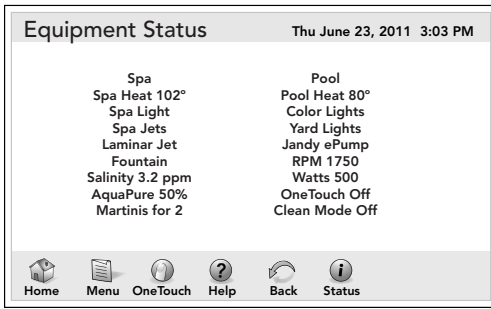 Equipment Status
Thu June 23, 2011 3:03 PM
Spa
Spa Heat 102º
Spa Light
Spa Jets
Laminar Jet
Fountain
Salinity 3.2 ppm
AquaPure 50%
Martinis for 2
Pool
Pool Heat 80º
Color Lights
Yard Lights
Jandy ePump
RPM 1750
Watts 500
OneTouch Off
Clean Mode Off
Home
Menu
OneTouch
?
Help
Back
i
Status